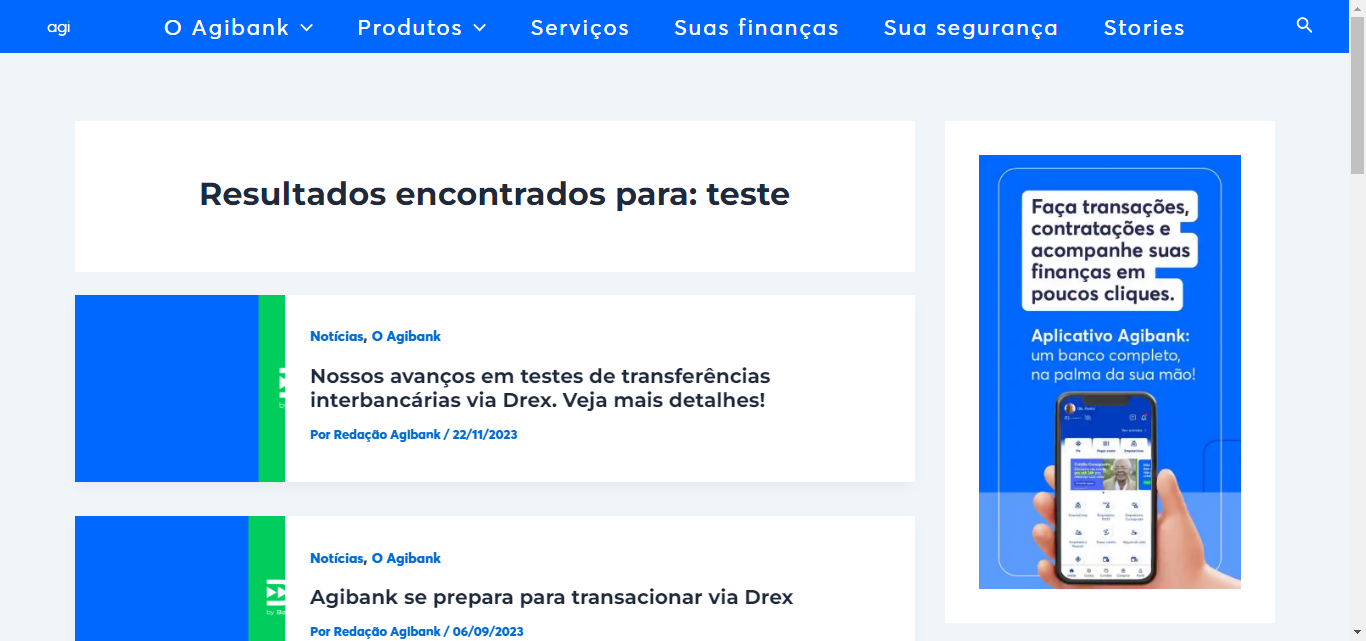 agi
O Agibank
Produtos
Serviços
Suas finanças
Sua segurança
Stories
Resultados encontrados para: teste
Notícias, O Agibank
Nossos avanços em testes de transferências
interbancárias via Drex. Veja mais detalhes!
Por Redação Agibank / 22/11/2023
by
Notícias, O Agibank
Agibank se prepara para transacionar via Drex
Por Redação Agibank / 06/09/2023
Faça transações,
contratações e
acompanhe suas
finanças em
poucos cliques.
Aplicativo Agibank:
um banco completo,
na palma da sua mão!